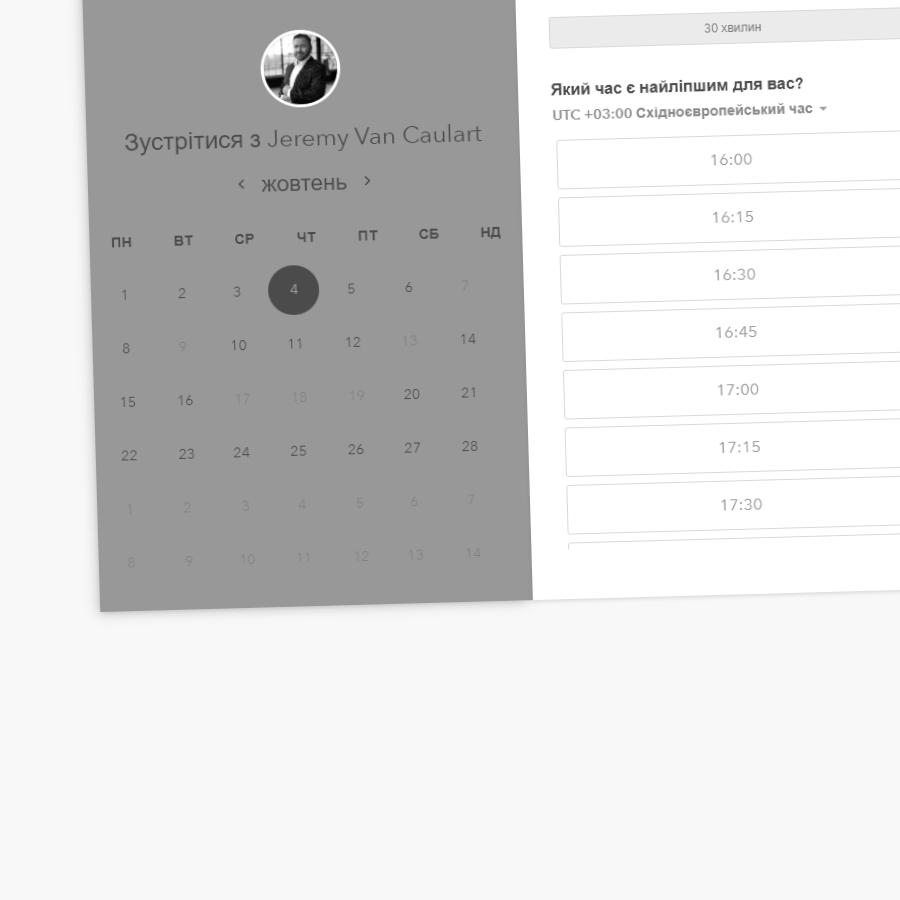 Зустрітися з Jeremy Van Caulart
жовтень
ПН ВТ СР ЧТ ПТ СБ НД
1 2 3 4 5 6 7
8 9 10 11 12 13 14
15 16 17 18 19 20 21
22 23 24 25 26 27 28
1 2 3 4 5 6 7
8 9 10 11 12 13 14
30 хвилин
Який час є найліпшим для вас?
UTC +03:00 Східноєвропейський час
16:00
16:15
16:30
16:45
17:00
17:15
17:30